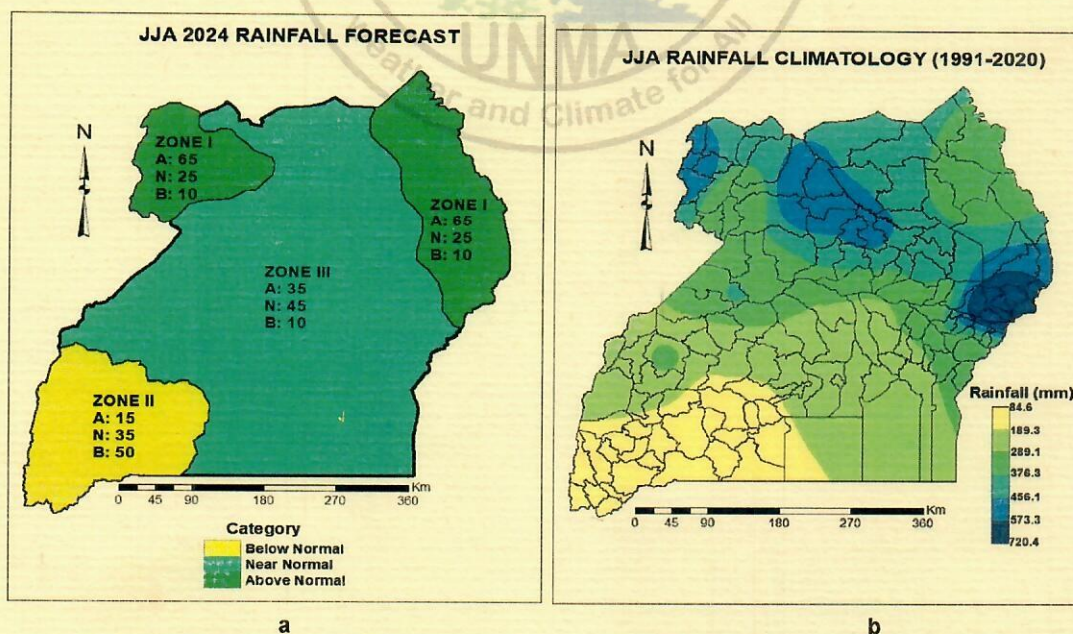 UNMA
Weather and Climate for All
JJA 2024 RAINFALL FORECAST
N
ZONE I
A: 65
N: 25
B: 10
ZONE I
A: 65
N: 25
B: 10
ZONE III
A: 35
N: 45
B: 10
ZONE II
A: 15
N: 35
B: 50
Km
0 45 90 180 270 360
Category
Below Normal
Near Normal
Above Normal
a
JJA RAINFALL CLIMATOLOGY (1991-2020)
N
Rainfall (mm)
84.6
189.3
289.1
376.3
456.1
573.3
720.4
Km
0 45 90 180 270 360
b